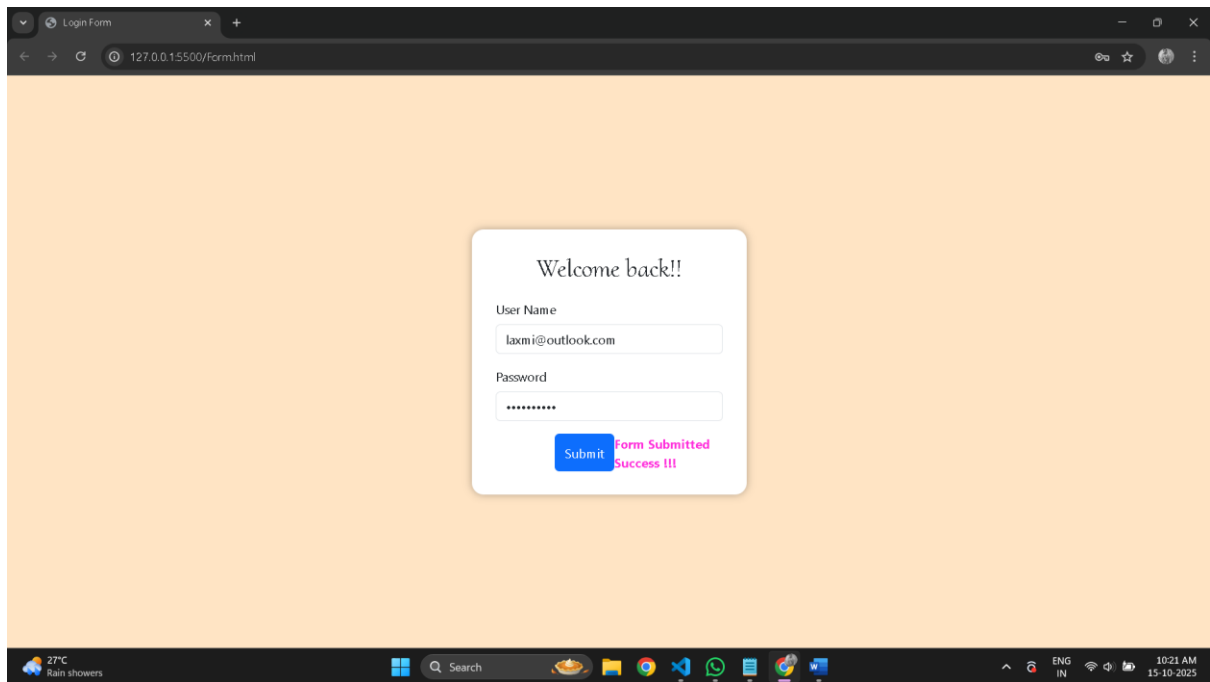 Login Form
127.0.0.1:5500/Form.html
Welcome back!!
User Name
laxmi@outlook.com
Password
••••••••••
Submit
Form Submitted
Success !!!
27°C
Rain showers
Search
ENG
IN
10:21 AM
15-10-2025